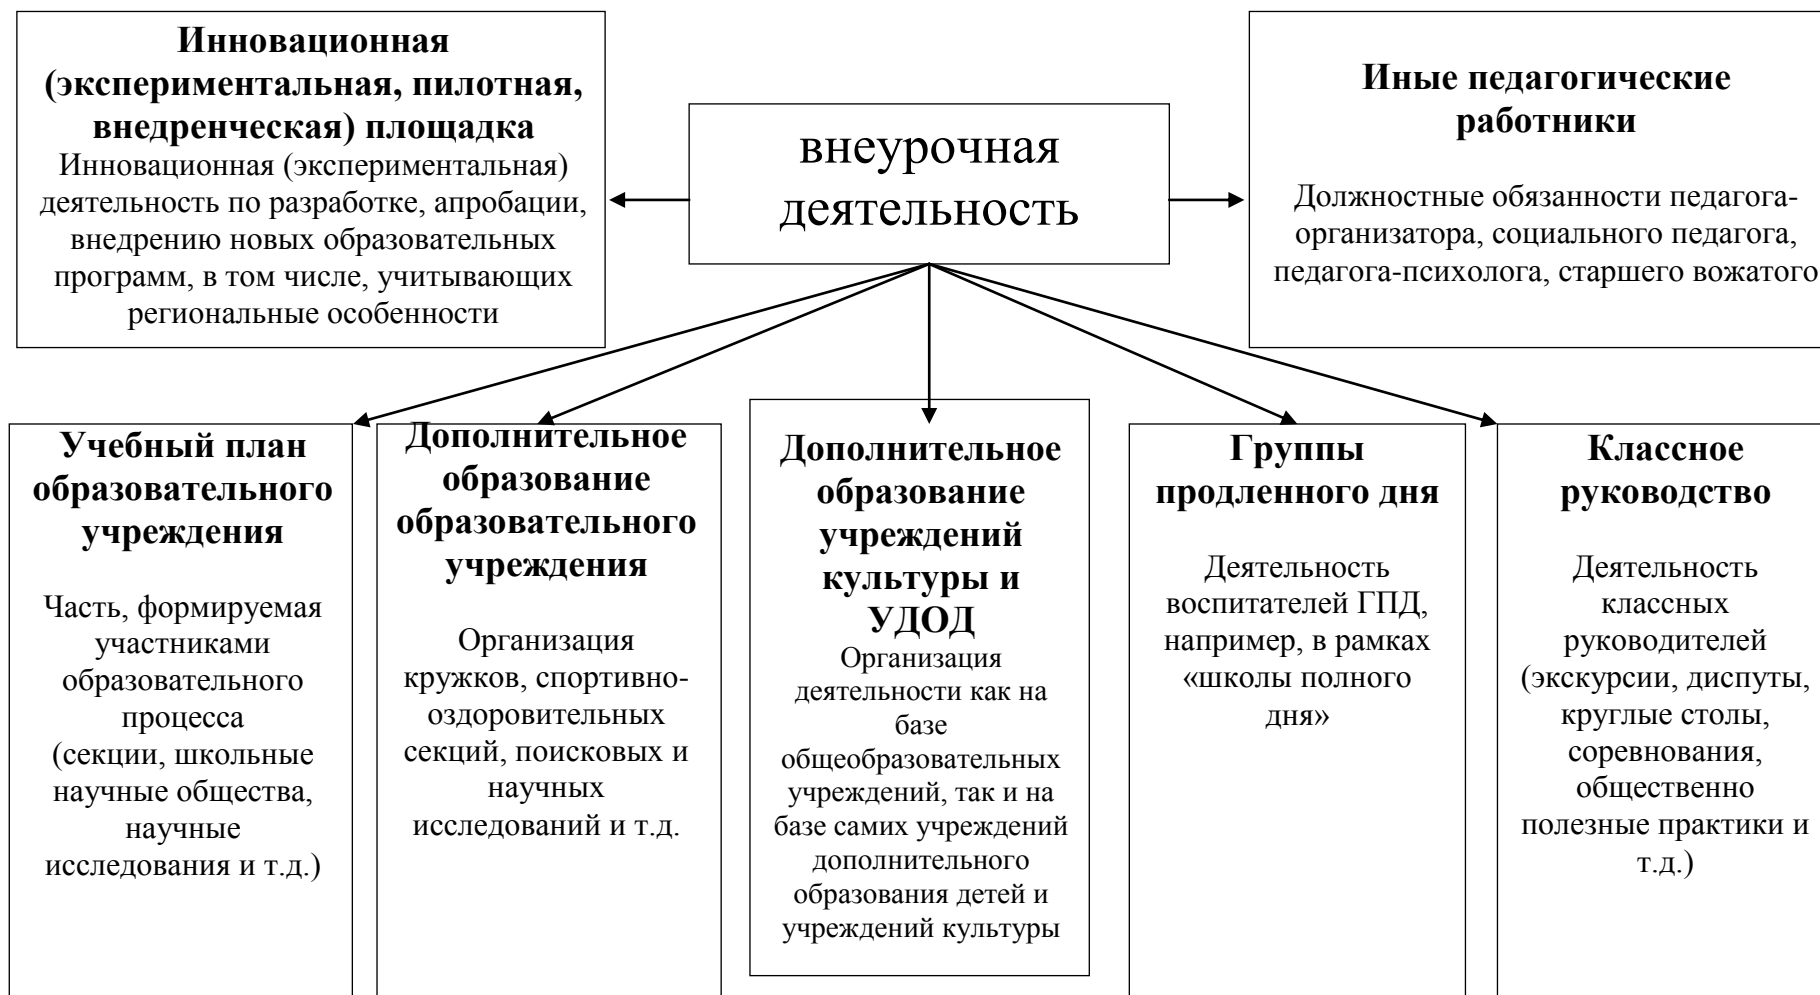 Инновационная
(экспериментальная, пилотная,
внедренческая) площадка
Инновационная (экспериментальная)
деятельность по разработке, апробации,
внедрению новых образовательных
программ, в том числе, учитывающих
региональные особенности
внеурочная
деятельность
Иные педагогические
работники
Должностные обязанности педагога-
организатора, социального педагога,
педагога-психолога, старшего вожатого
Учебный план
образовательного
учреждения
Часть, формируемая
участниками
образовательного
процесса
(секции, школьные
научные общества,
научные
исследования и т.д.)
Дополнительное
образование
образовательного
учреждения
Организация
кружков, спортивно-
оздоровительных
секций, поисковых и
научных
исследований и т.д.
Дополнительное
образование
учреждений
культуры и
УДОД
Организация
деятельности как на
базе
общеобразовательных
учреждений, так и на
базе самих учреждений
дополнительного
образования детей и
учреждений культуры
Группы
продленного дня
Деятельность
воспитателей ГПД,
например, в рамках
«школы полного
дня»
Классное
руководство
Деятельность
классных
руководителей
(экскурсии, диспуты,
круглые столы,
соревнования,
общественно
полезные практики и
т.д.)